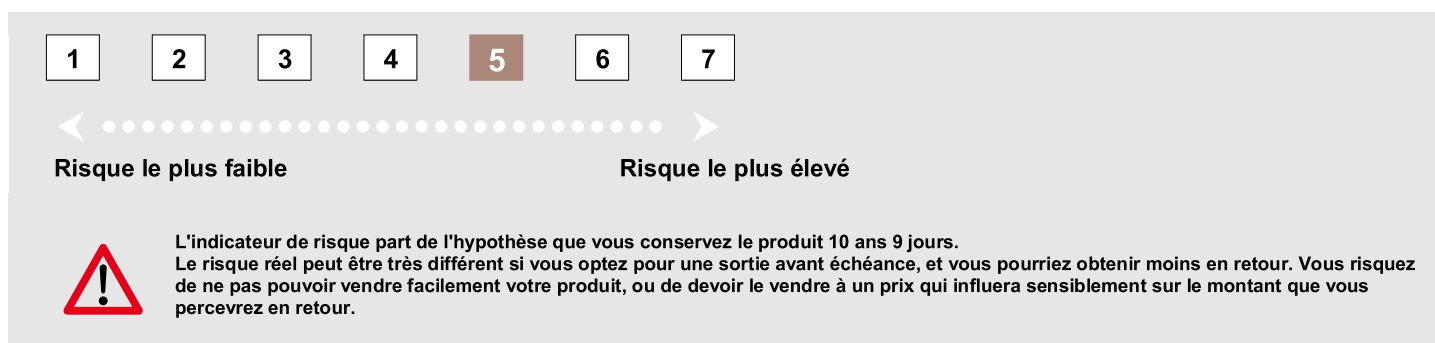 1 2 3 4 5 6 7
Risque le plus faible Risque le plus élevé
L'indicateur de risque part de l'hypothèse que vous conservez le produit 10 ans 9 jours.
Le risque réel peut être très différent si vous optez pour une sortie avant échéance, et vous pourriez obtenir moins en retour. Vous risquez
de ne pas pouvoir vendre facilement votre produit, ou de devoir le vendre à un prix qui influera sensiblement sur le montant que vous
percevrez en retour.